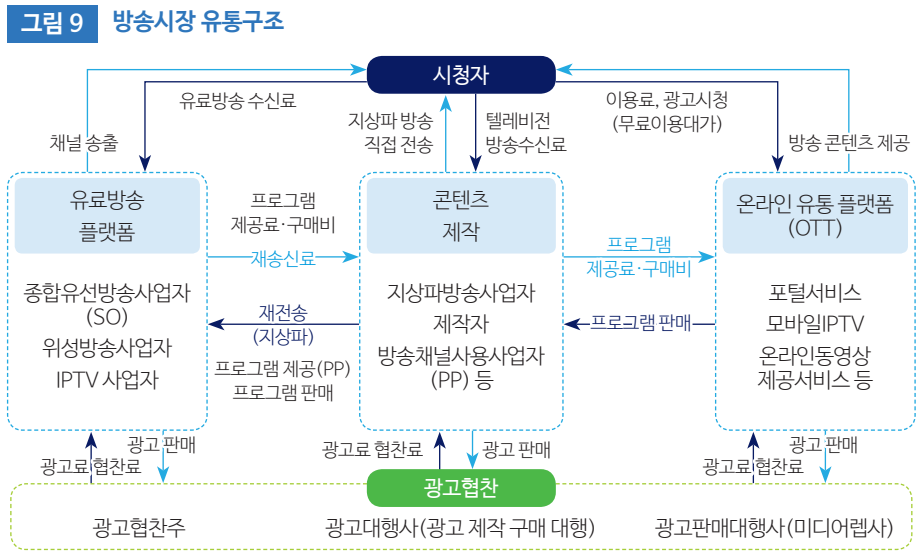 그림 9 방송시장 유통구조
시청자
유료방송 수신료
지상파 방송
직접 전송
텔레비전
방송수신료
이용료, 광고시청
(무료이용대가)
채널 송출
방송 콘텐츠 제공
유료방송
플랫폼
프로그램
제공료·구매비
재송신료
콘텐츠
제작
프로그램
제공료·구매비
온라인 유통 플랫폼
(OTT)
종합유선방송사업자
(SO)
위성방송사업자
IPTV 사업자
재전송
(지상파)
프로그램 제공(PP)
프로그램 판매
지상파방송사업자
제작자
방송채널사용사업자
(PP) 등
프로그램 판매
포털서비스
모바일IPTV
온라인동영상
제공서비스 등
광고 판매
광고료 협찬료
광고료 협찬료
광고 판매
광고 판매
광고료 협찬료
광고협찬
광고협찬주
광고대행사(광고 제작 구매 대행)
광고판매대행사(미디어렙사)